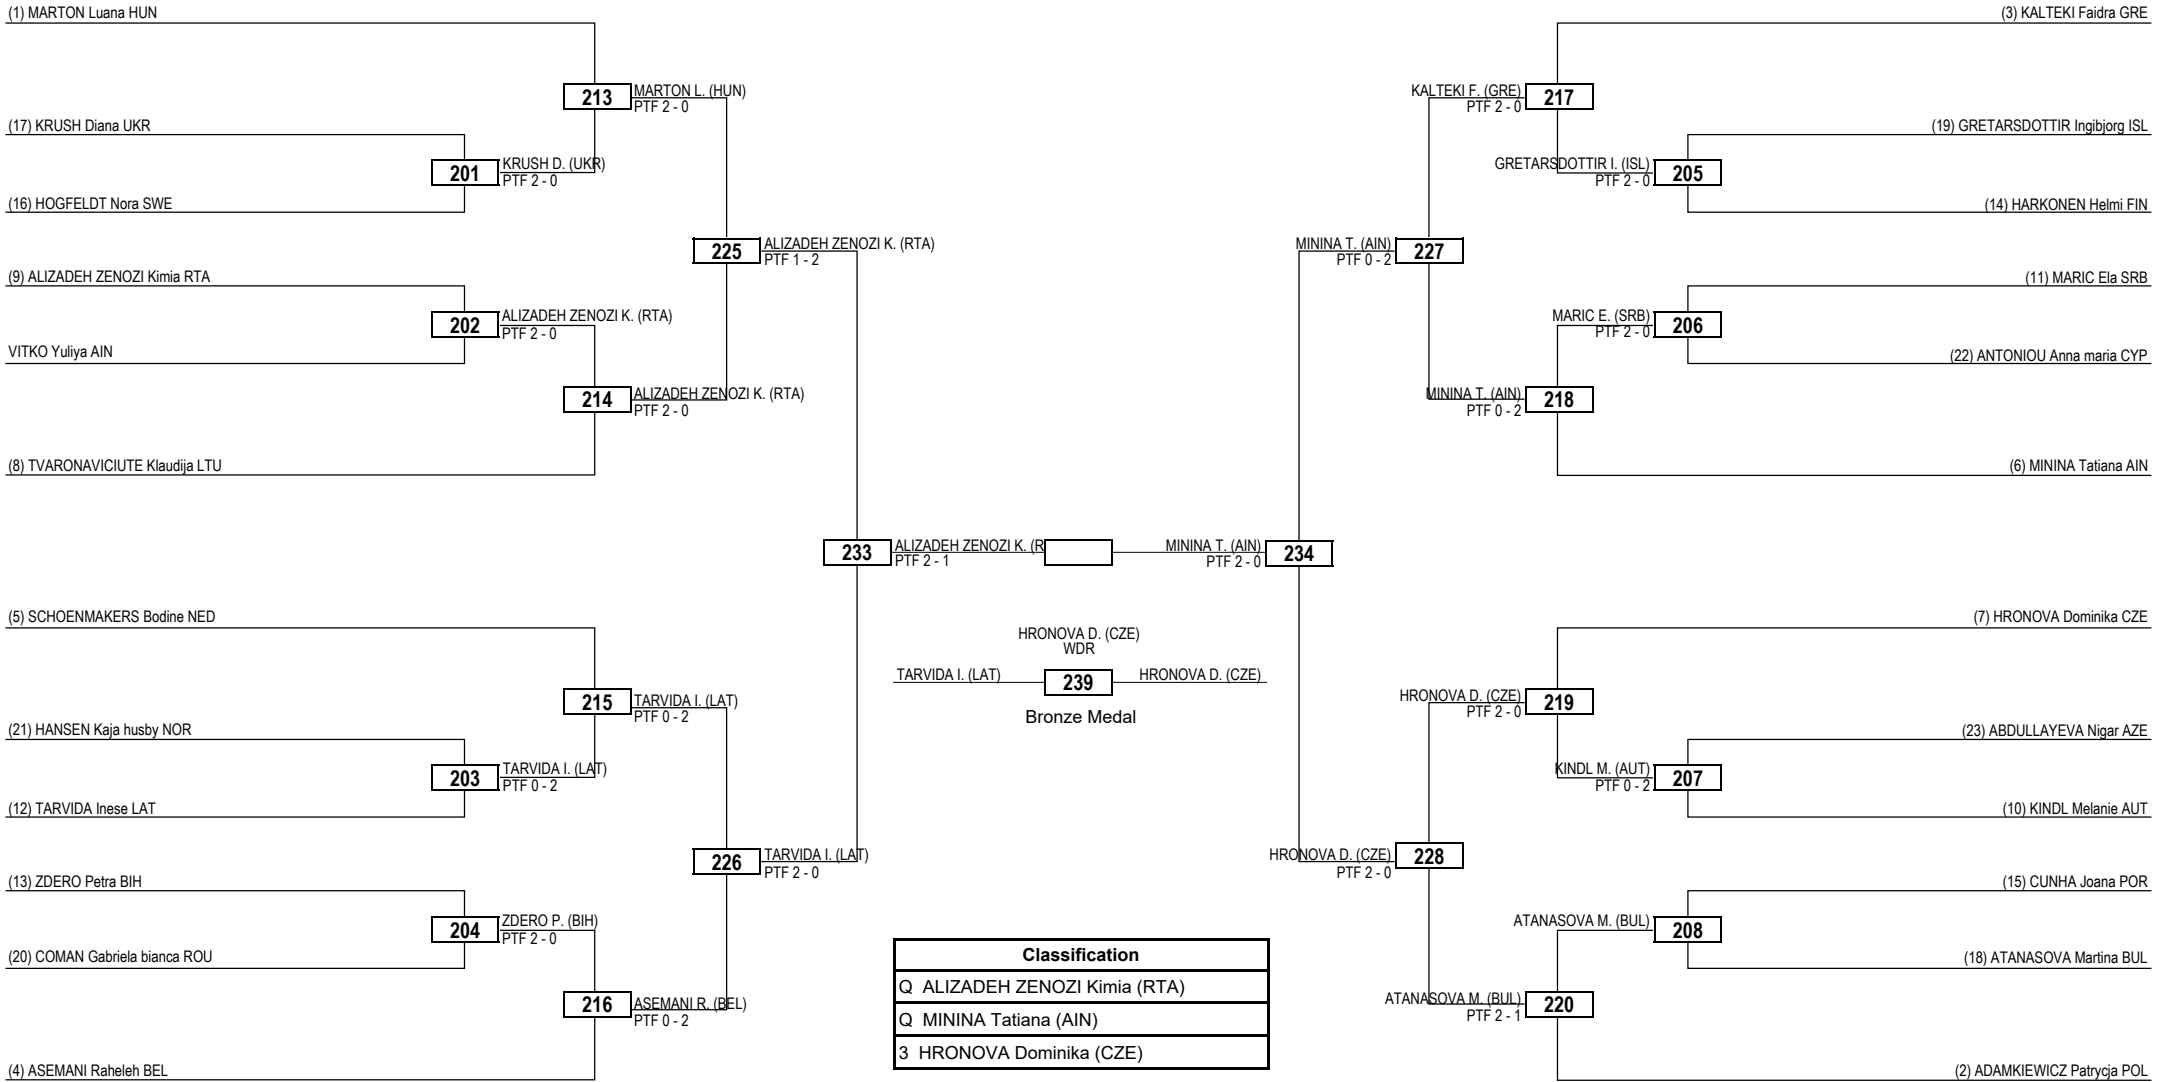 (1) MARTON Luana HUN
213
MARTON L. (HUN)
PTF 2 - 0
(17) KRUSH Diana UKR
201
KRUSH D. (UKR)
PTF 2 - 0
(16) HOGFELDT Nora SWE
225
ALIZADEH ZENOZI K. (RTA)
PTF 1 - 2
(9) ALIZADEH ZENOZI Kimia RTA
202
ALIZADEH ZENOZI K. (RTA)
PTF 2 - 0
VITKO Yuliya AIN
214
ALIZADEH ZENOZI K. (RTA)
PTF 2 - 0
(8) TVARONAVICIUTE Klaudija LTU
233
ALIZADEH ZENOZI K. (R
PTF 2 - 1
(5) SCHOENMAKERS Bodine NED
215
TARVIDA I. (LAT)
PTF 0 - 2
(21) HANSEN Kaja husby NOR
203
TARVIDA I. (LAT)
PTF 0 - 2
(12) TARVIDA Inese LAT
226
TARVIDA I. (LAT)
PTF 2 - 0
(13) ZDERO Petra BIH
204
ZDERO P. (BIH)
PTF 2 - 0
(20) COMAN Gabriela bianca ROU
216
ASEMANI R. (BEL)
PTF 0 - 2
(4) ASEMANI Raheleh BEL
HRONOVA D. (CZE)
WDR
TARVIDA I. (LAT)
239
HRONOVA D. (CZE)
Bronze Medal
Classification
Q ALIZADEH ZENOZI Kimia (RTA)
Q MININA Tatiana (AIN)
3 HRONOVA Dominika (CZE)
(3) KALTEKI Faidra GRE
KALTEKI F. (GRE)
PTF 2 - 0
217
(19) GRETARSDOTTIR Ingibjorg ISL
GRETARSDOTTIR I. (ISL)
PTF 2 - 0
205
(14) HARKONEN Helmi FIN
MININA T. (AIN)
PTF 0 - 2
227
(11) MARIC Ela SRB
MARIC E. (SRB)
PTF 2 - 0
206
(22) ANTONIOU Anna maria CYP
MININA T. (AIN)
PTF 0 - 2
218
(6) MININA Tatiana AIN
MININA T. (AIN)
PTF 2 - 0
234
(7) HRONOVA Dominika CZE
HRONOVA D. (CZE)
PTF 2 - 0
219
(23) ABDULLAYEVA Nigar AZE
KINDL M. (AUT)
PTF 0 - 2
207
(10) KINDL Melanie AUT
HRONOVA D. (CZE)
PTF 2 - 0
228
(15) CUNHA Joana POR
ATANASOVA M. (BUL)
208
(18) ATANASOVA Martina BUL
ATANASOVA M. (BUL)
PTF 2 - 1
220
(2) ADAMKIEWICZ Patrycja POL